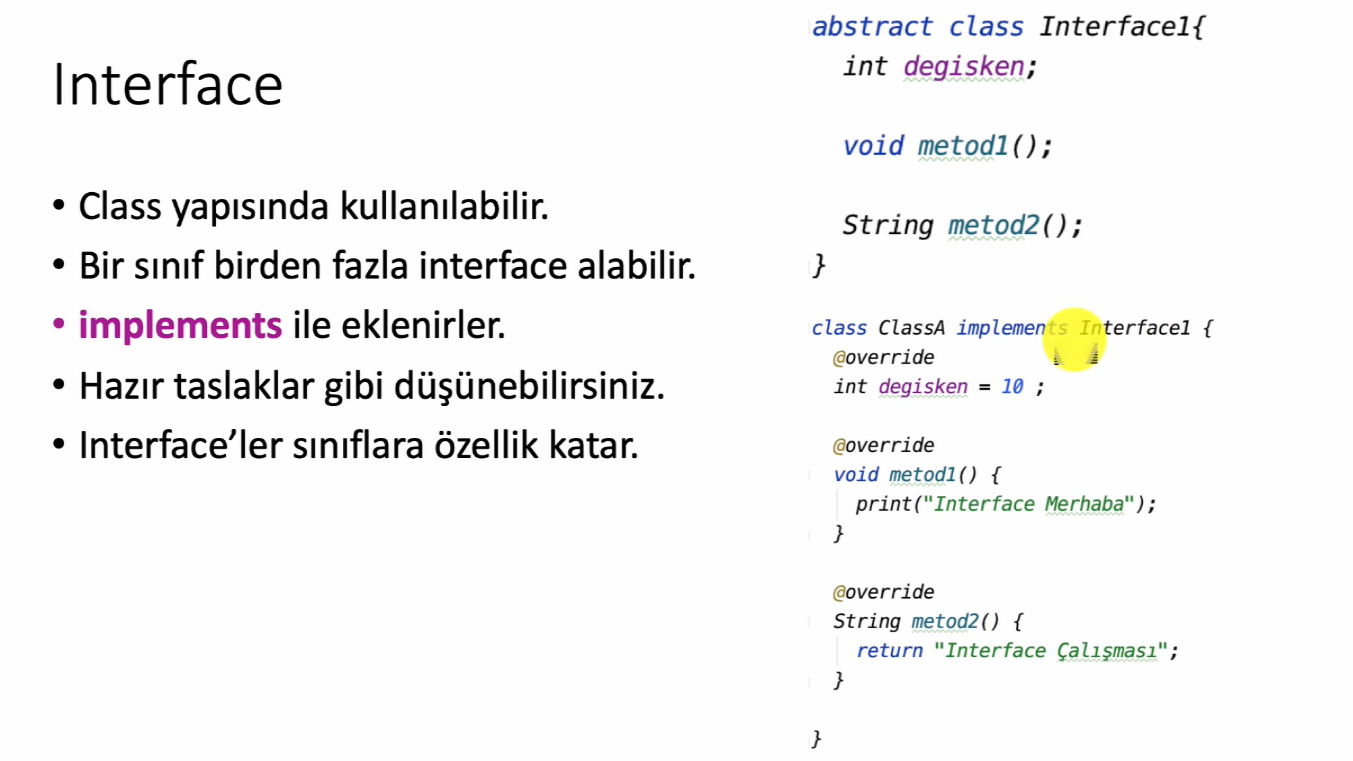 Interface
• Class yapısında kullanılabilir.
• Bir sınıf birden fazla interface alabilir.
• implements ile eklenirler.
• Hazır taslaklar gibi düşünebilirsiniz.
• Interface’ler sınıflara özellik katar.
abstract class Interface1{
int degisken;
void metod1();
String metod2();
}
class ClassA implements Interface1 {
@override
int degisken = 10 ;
@override
void metod1() {
print("Interface Merhaba");
}
@override
String metod2() {
return "Interface Çalışması";
}
}